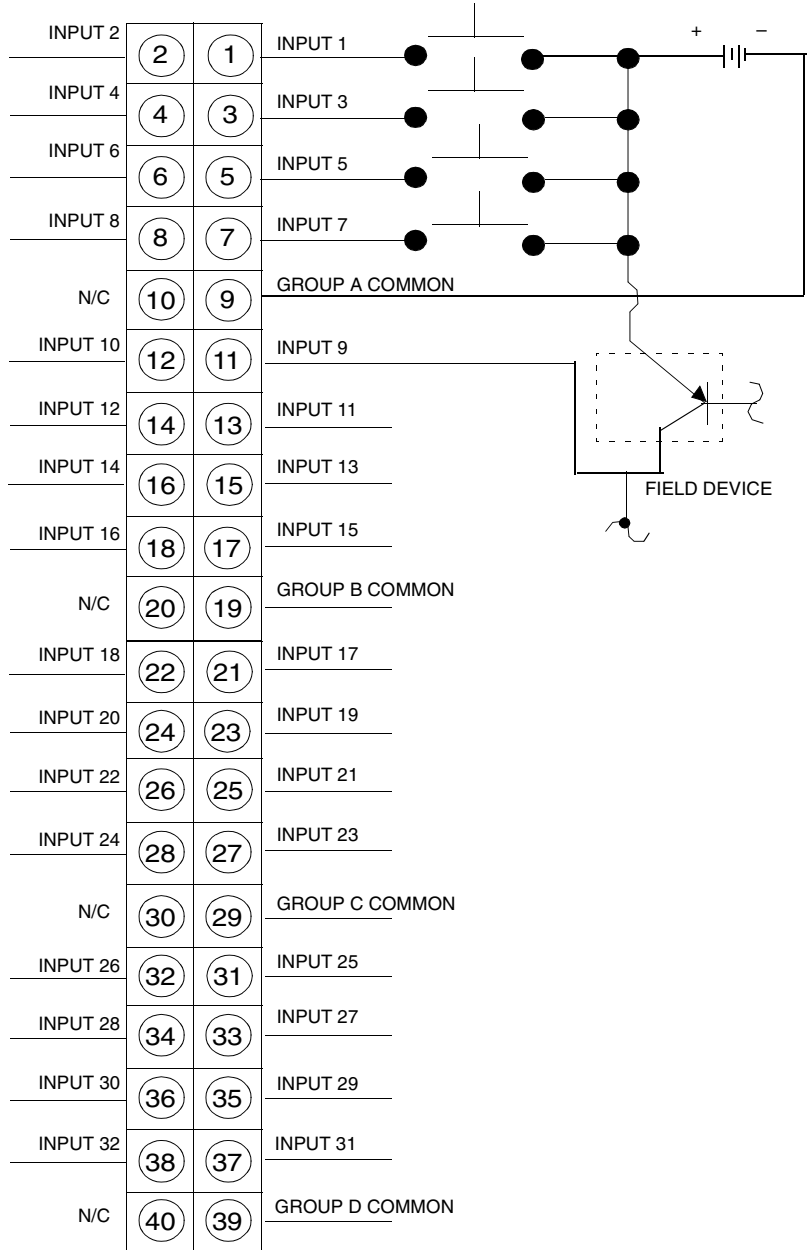 INPUT 2 2 1 INPUT 1 + –
INPUT 4 4 3 INPUT 3
INPUT 6 6 5 INPUT 5
INPUT 8 8 7 INPUT 7
N/C 10 9 GROUP A COMMON
INPUT 10 12 11 INPUT 9
INPUT 12 14 13 INPUT 11
INPUT 14 16 15 INPUT 13
FIELD DEVICE
INPUT 16 18 17 INPUT 15
N/C 20 19 GROUP B COMMON
INPUT 18 22 21 INPUT 17
INPUT 20 24 23 INPUT 19
INPUT 22 26 25 INPUT 21
INPUT 24 28 27 INPUT 23
N/C 30 29 GROUP C COMMON
INPUT 26 32 31 INPUT 25
INPUT 28 34 33 INPUT 27
INPUT 30 36 35 INPUT 29
INPUT 32 38 37 INPUT 31
N/C 40 39 GROUP D COMMON